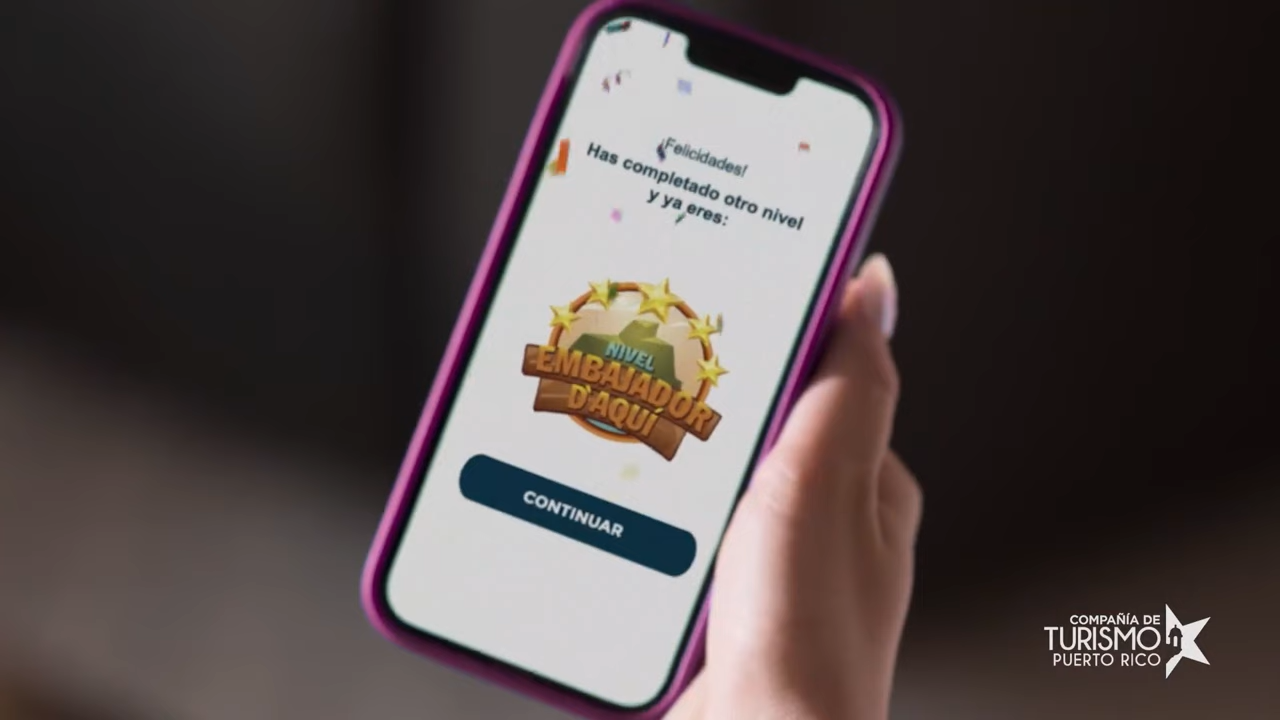 ¡Felicidades!
Has completado otro nivel
y ya eres:
NIVEL
EMBAJADOR
D'AQUÍ
CONTINUAR
COMPAÑÍA DE
TURISMO
PUERTO RICO